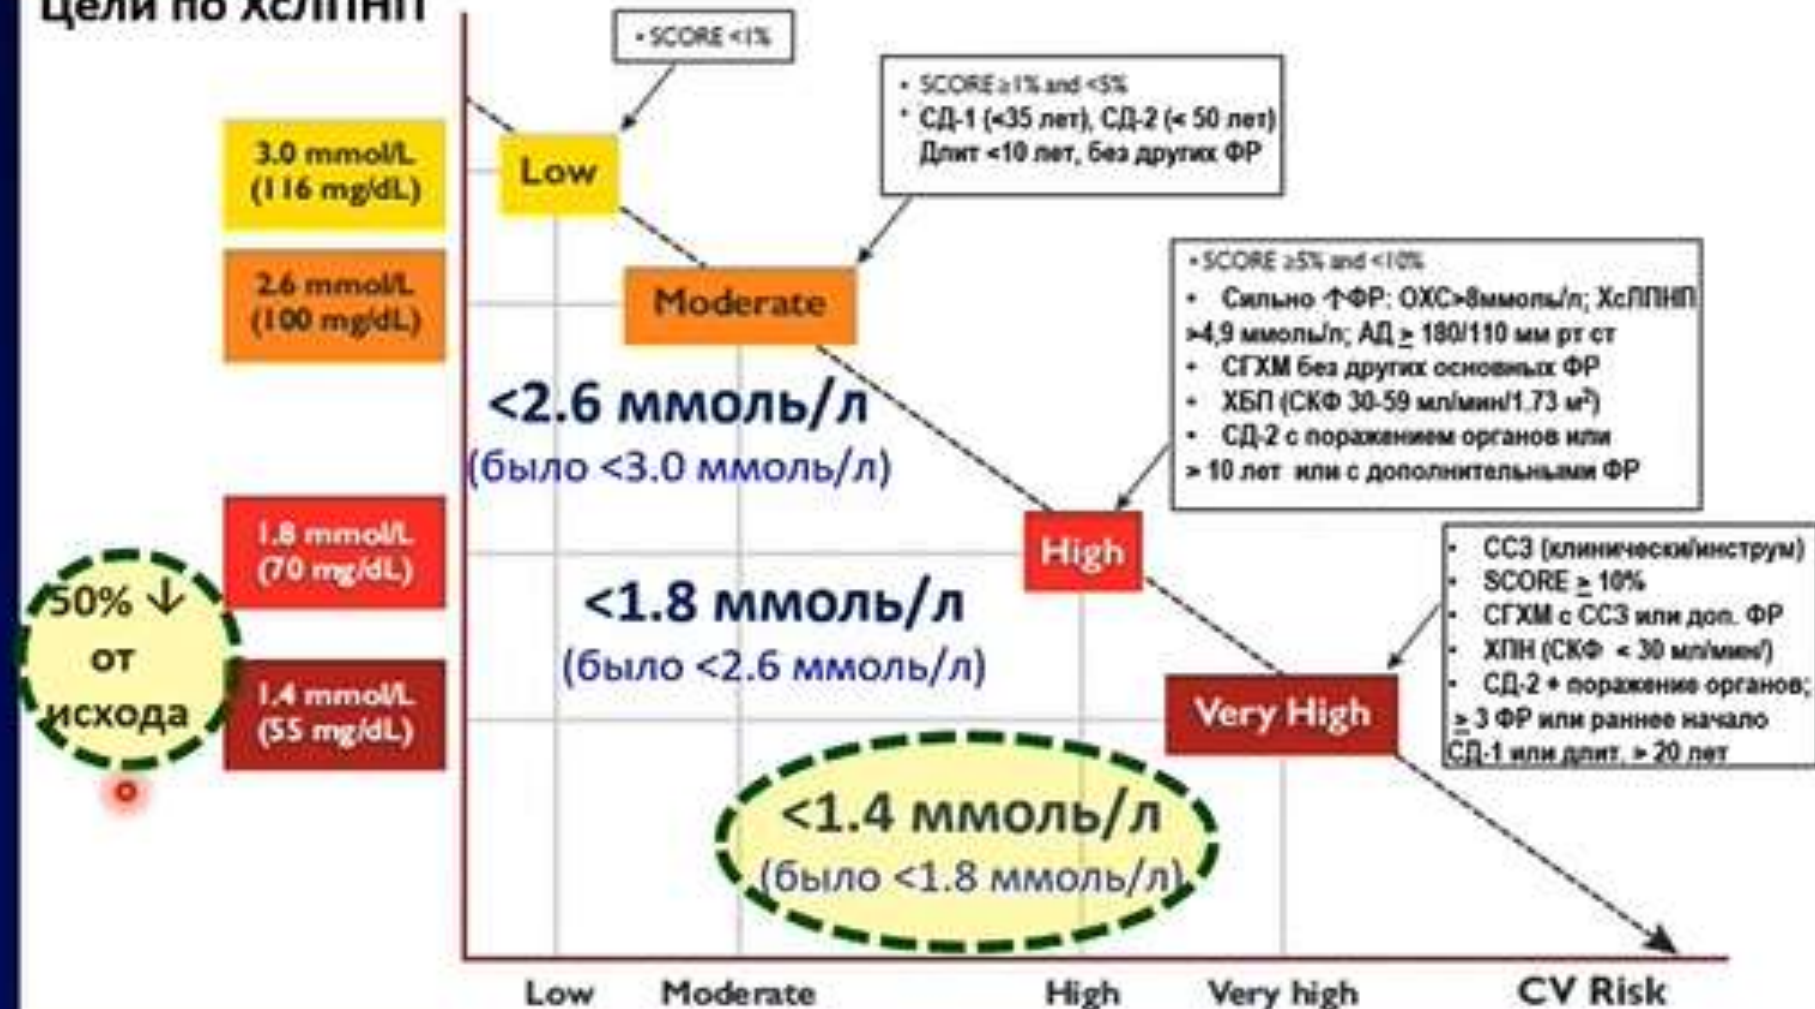 Цели по ХсЛПНП
• SCORE <1%
• SCORE ≥1% and <5%
• СД-1 (<35 лет), СД-2 (< 50 лет)
Длит <10 лет, без других ФР
3.0 mmol/L
(116 mg/dL)
Low
2.6 mmol/L
(100 mg/dL)
Moderate
• SCORE ≥5% and <10%
• Сильно ↑ФР: ОХС>8ммоль/л; ХсЛПНП
>4,9 ммоль/л; АД ≥ 180/110 мм рт ст
• СГХМ без других основных ФР
• ХБП (СКФ 30-59 мл/мин/1.73 м²)
• СД-2 с поражением органов или
> 10 лет или с дополнительными ФР
<2.6 ммоль/л
(было <3.0 ммоль/л)
1.8 mmol/L
(70 mg/dL)
High
<1.8 ммоль/л
(было <2.6 ммоль/л)
50% ↓
от
исхода
1.4 mmol/L
(55 mg/dL)
Very High
• ССЗ (клинически/инструм)
• SCORE ≥ 10%
• СГХМ с ССЗ или доп. ФР
• ХПН (СКФ < 30 мл/мин/)
• СД-2 + поражение органов;
≥ 3 ФР или раннее начало
СД-1 или длит. > 20 лет
<1.4 ммоль/л
(было <1.8 ммоль/л)
Low Moderate High Very high CV Risk